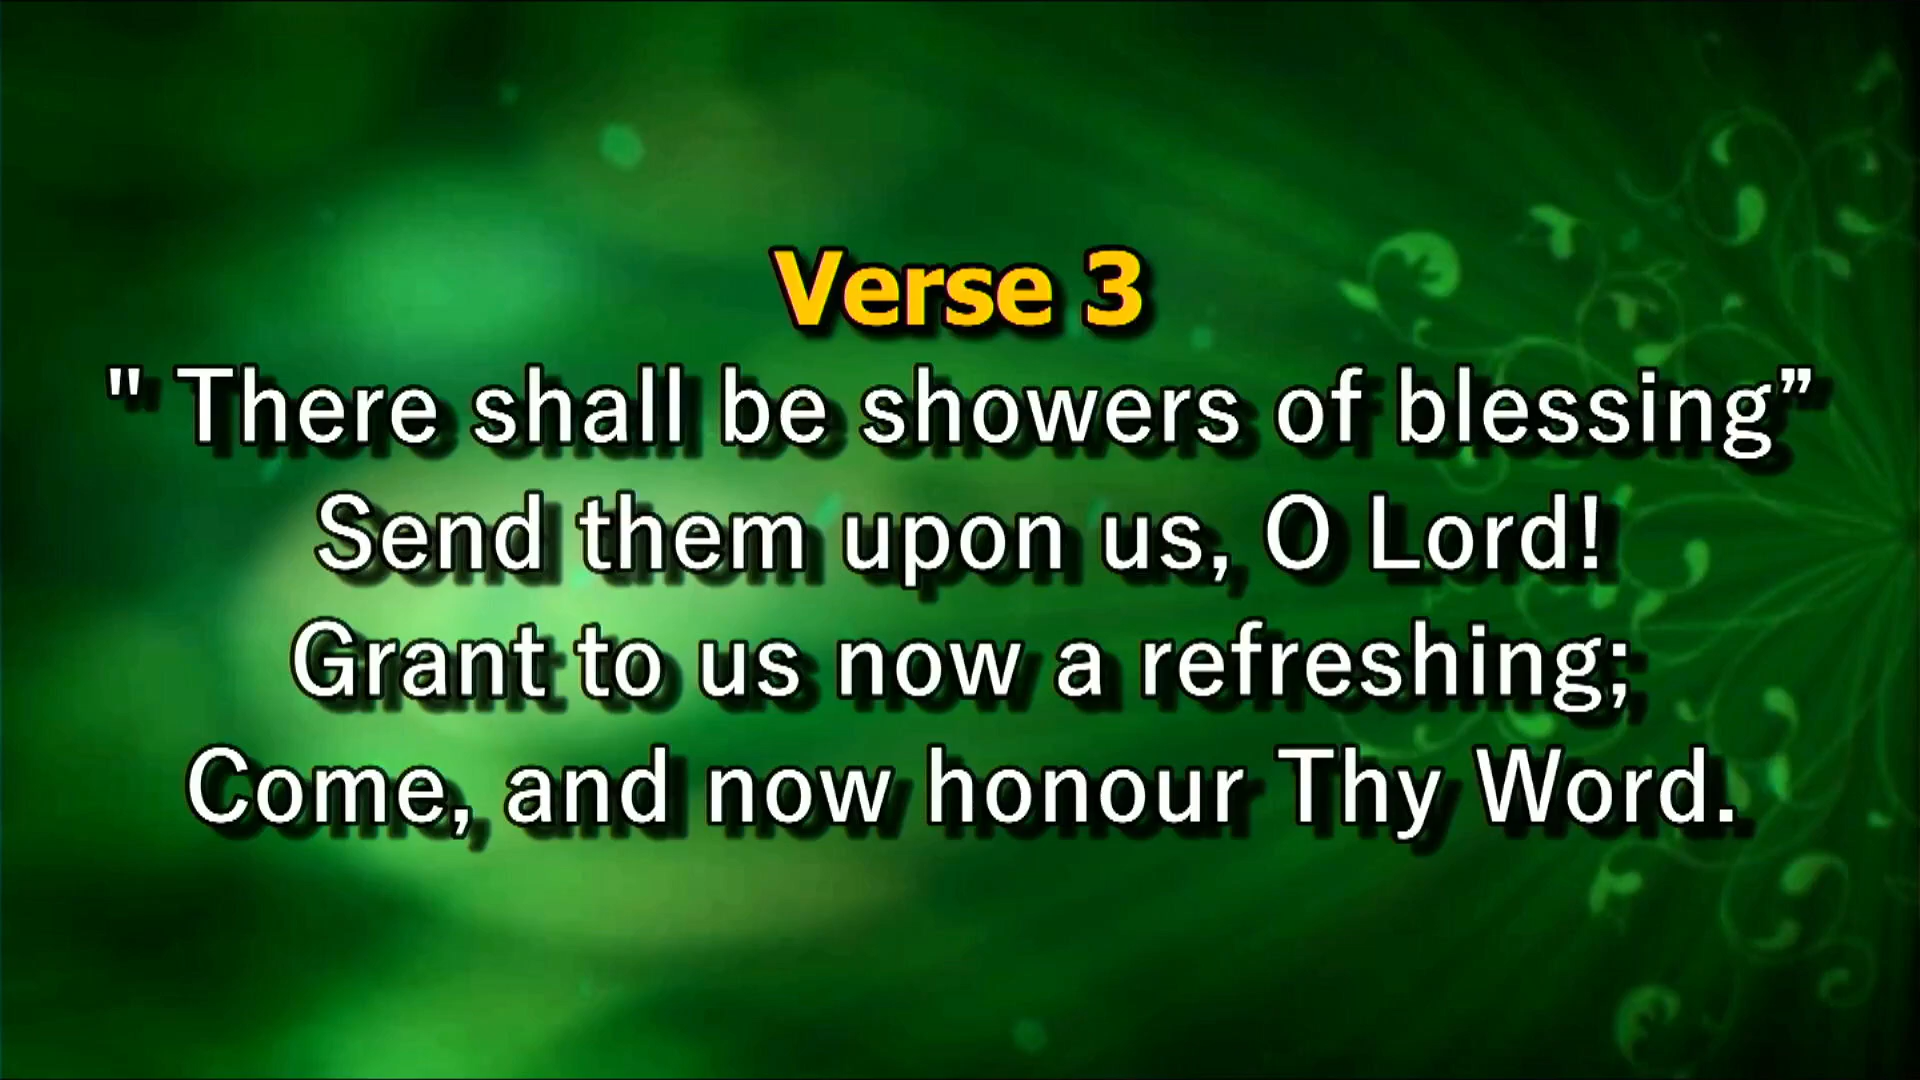 Verse 3
" There shall be showers of blessing”
Send them upon us, O Lord!
Grant to us now a refreshing;
Come, and now honour Thy Word.